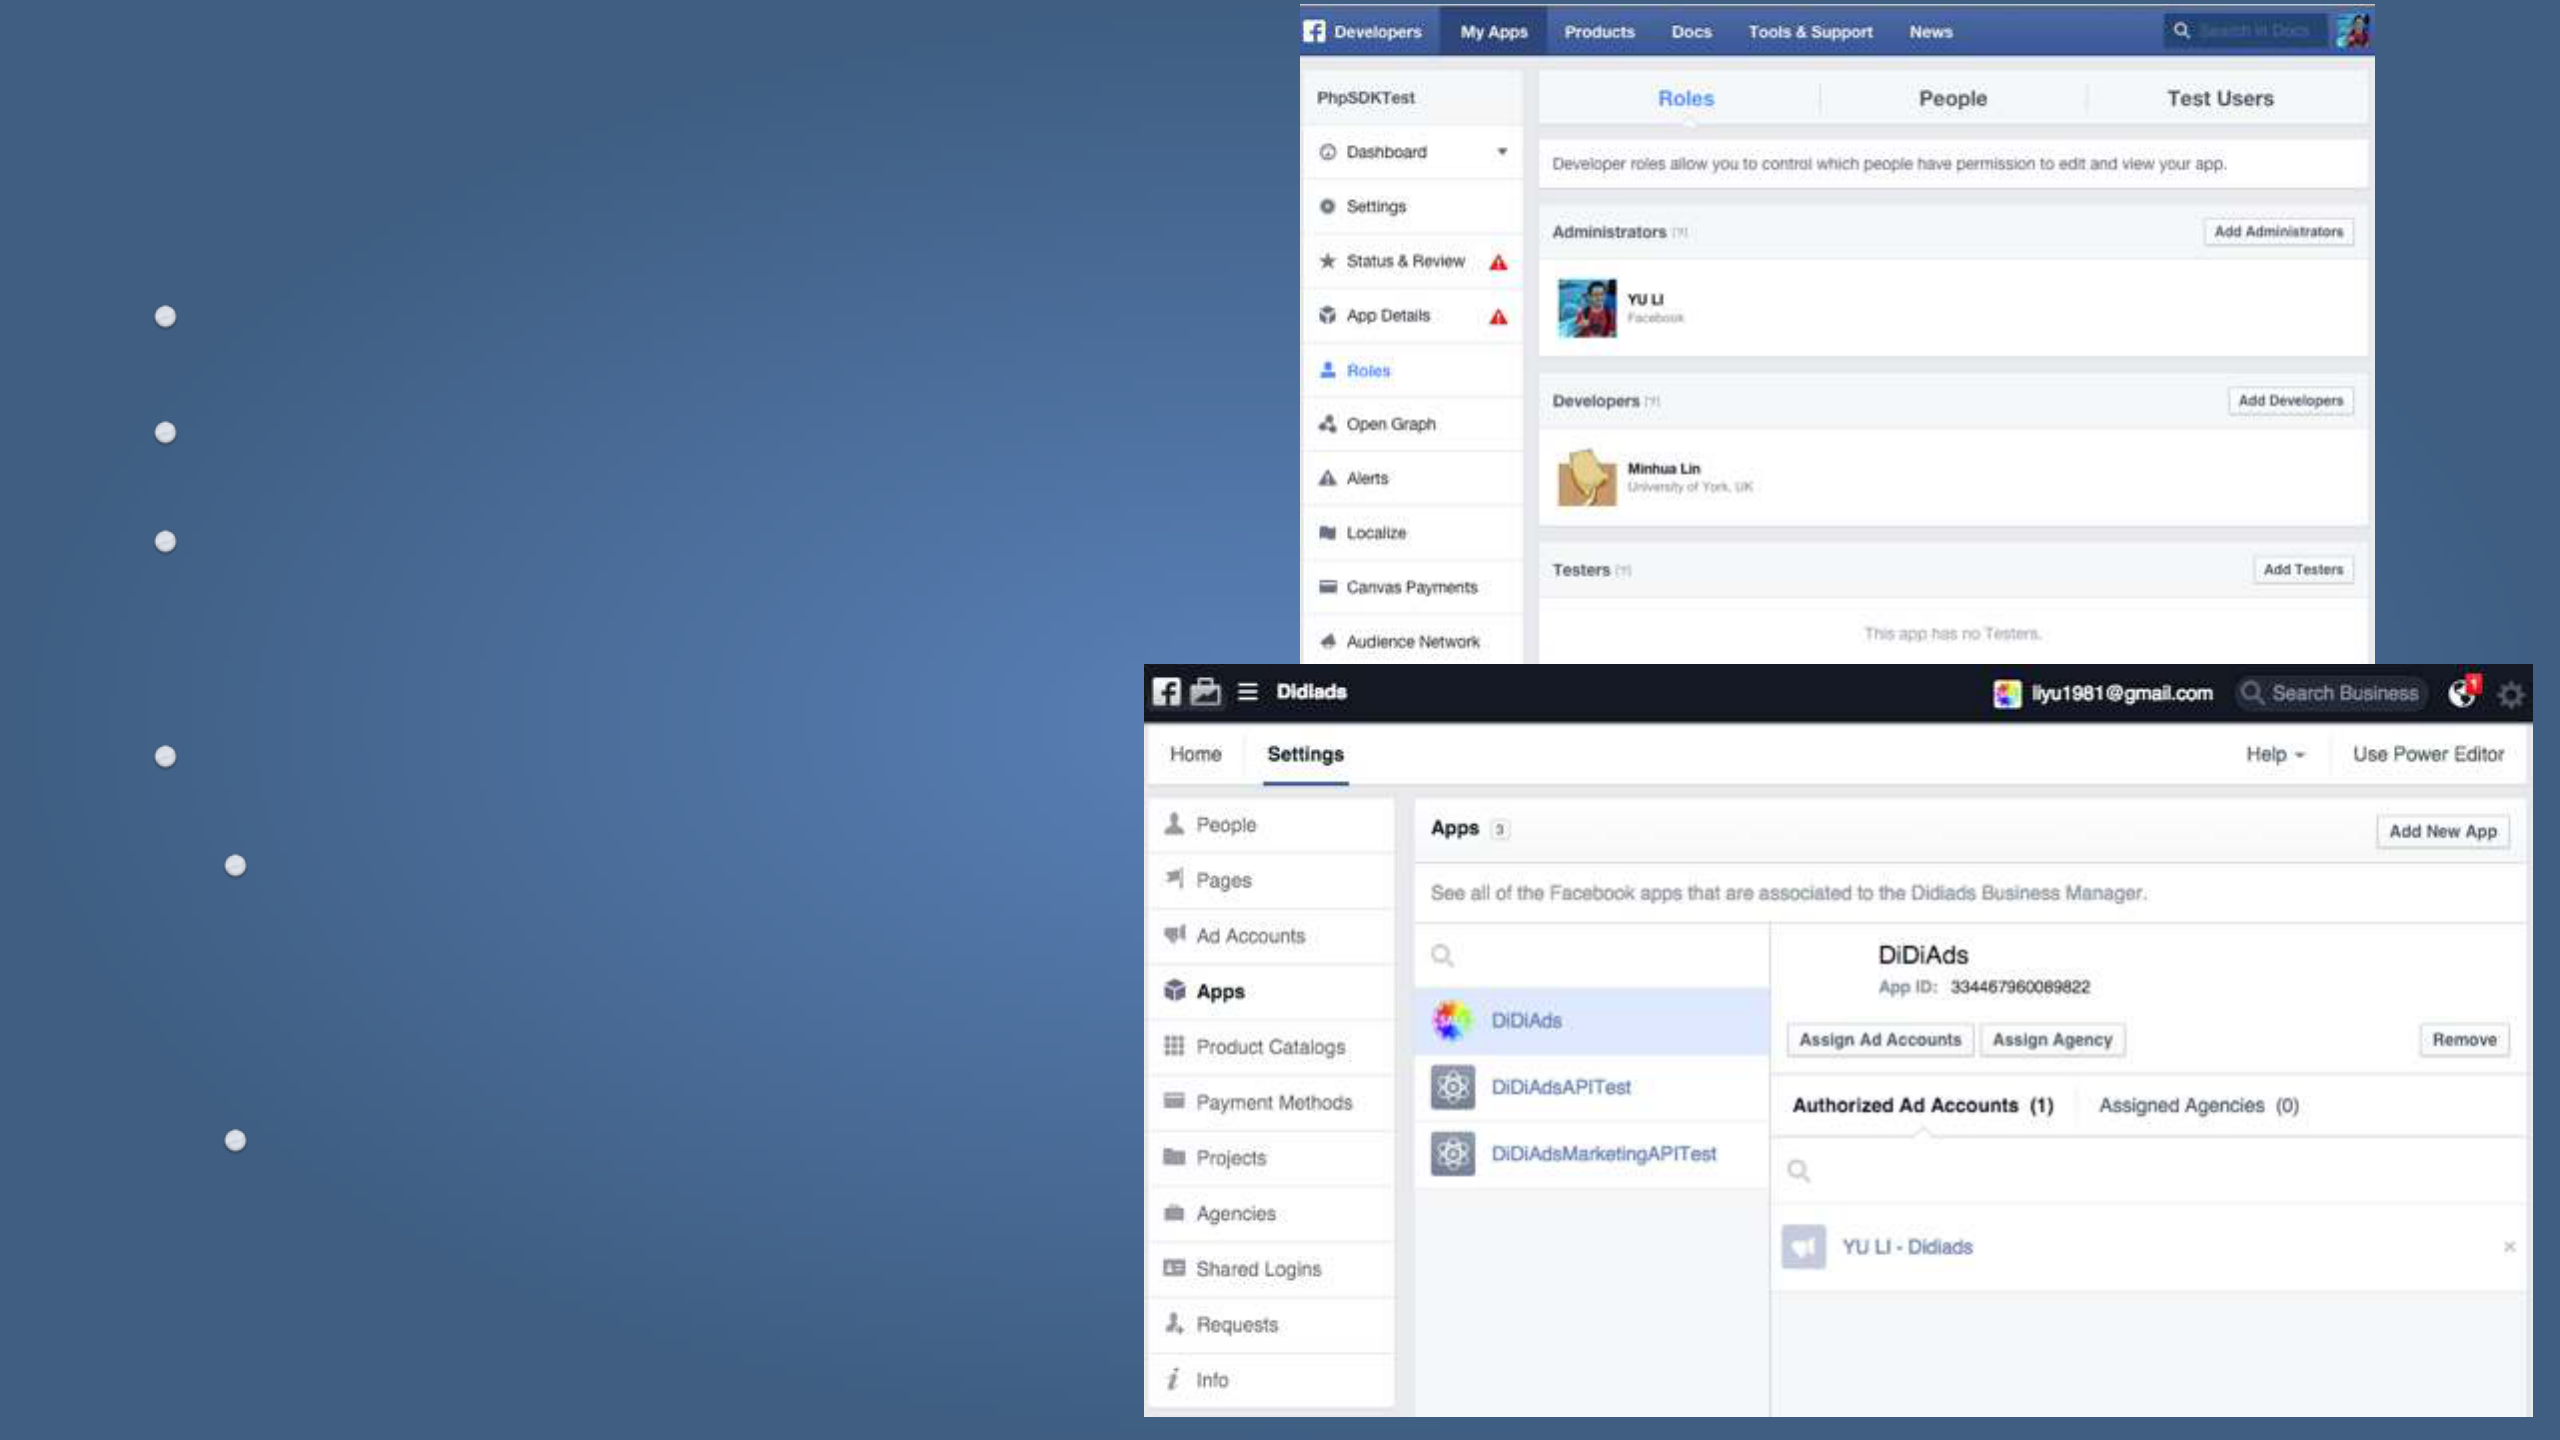 Developers My Apps Products Docs Tools & Support News Search in Docs
PhpSDKTest
Dashboard
Settings
Status & Review
App Details
Roles
Open Graph
Alerts
Localize
Canvas Payments
Audience Network
Roles People Test Users
Developer roles allow you to control which people have permission to edit and view your app.
Administrators [?] Add Administrators
YU LI
Facebook
Developers [?] Add Developers
Minhua Lin
University of York, UK
Testers [?] Add Testers
This app has no Testers.
Didiads liyu1981@gmail.com Search Business 1
Home Settings Help Use Power Editor
People
Pages
Ad Accounts
Apps
Product Catalogs
Payment Methods
Projects
Agencies
Shared Logins
Requests
Info
Apps 3 Add New App
See all of the Facebook apps that are associated to the Didiads Business Manager.
DiDiAds
DiDiAdsAPITest
DiDiAdsMarketingAPITest
DiDiAds
App ID: 334467960089822
Assign Ad Accounts Assign Agency Remove
Authorized Ad Accounts (1) Assigned Agencies (0)
YU LI - Didiads